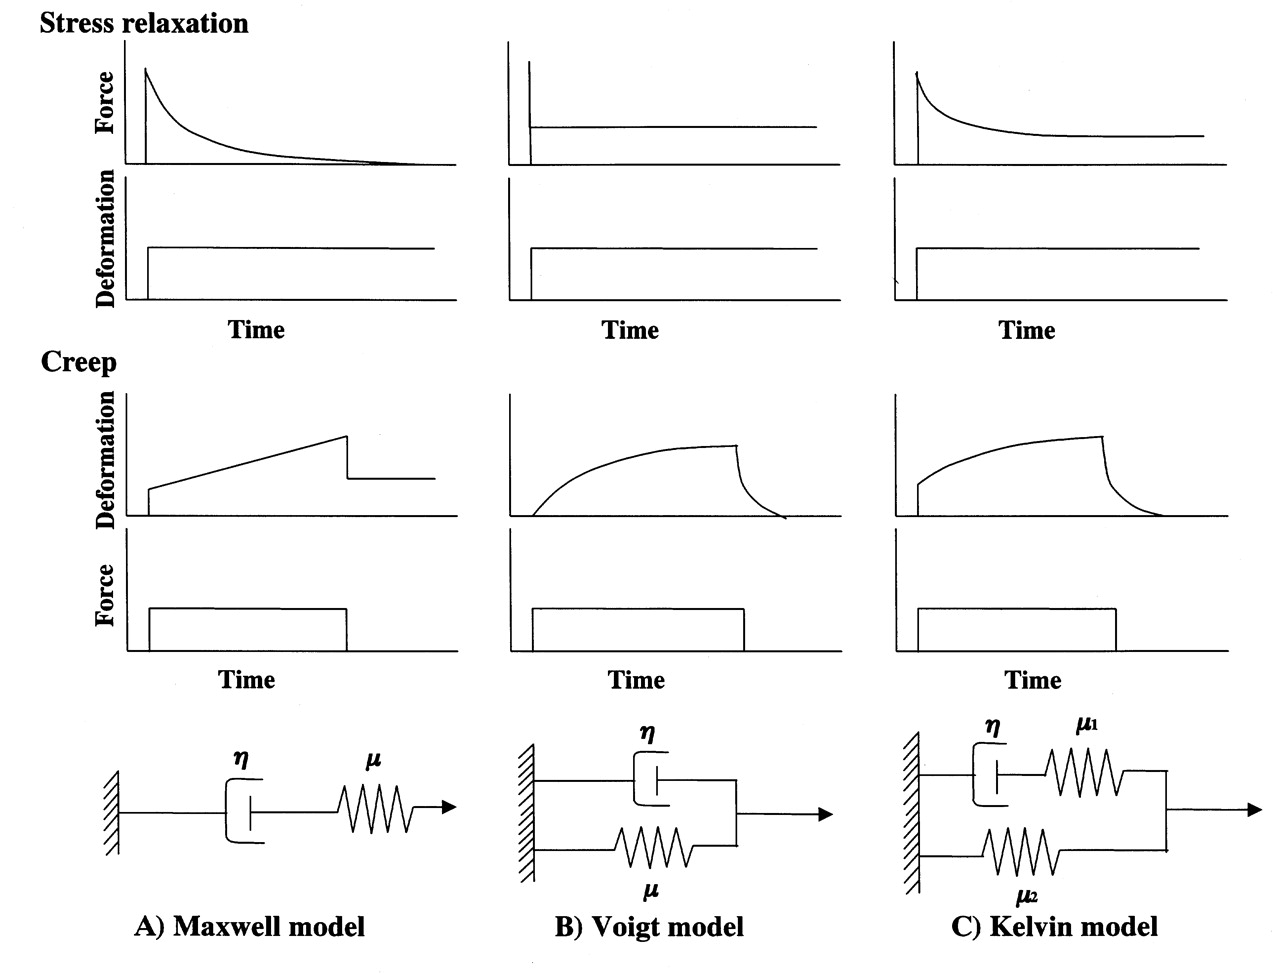 Stress relaxation
Force
Deformation
Time
Time
Time
Creep
Deformation
Force
Time
Time
Time
η
μ
η
μ
η
μ1
μ2
A) Maxwell model
B) Voigt model
C) Kelvin model